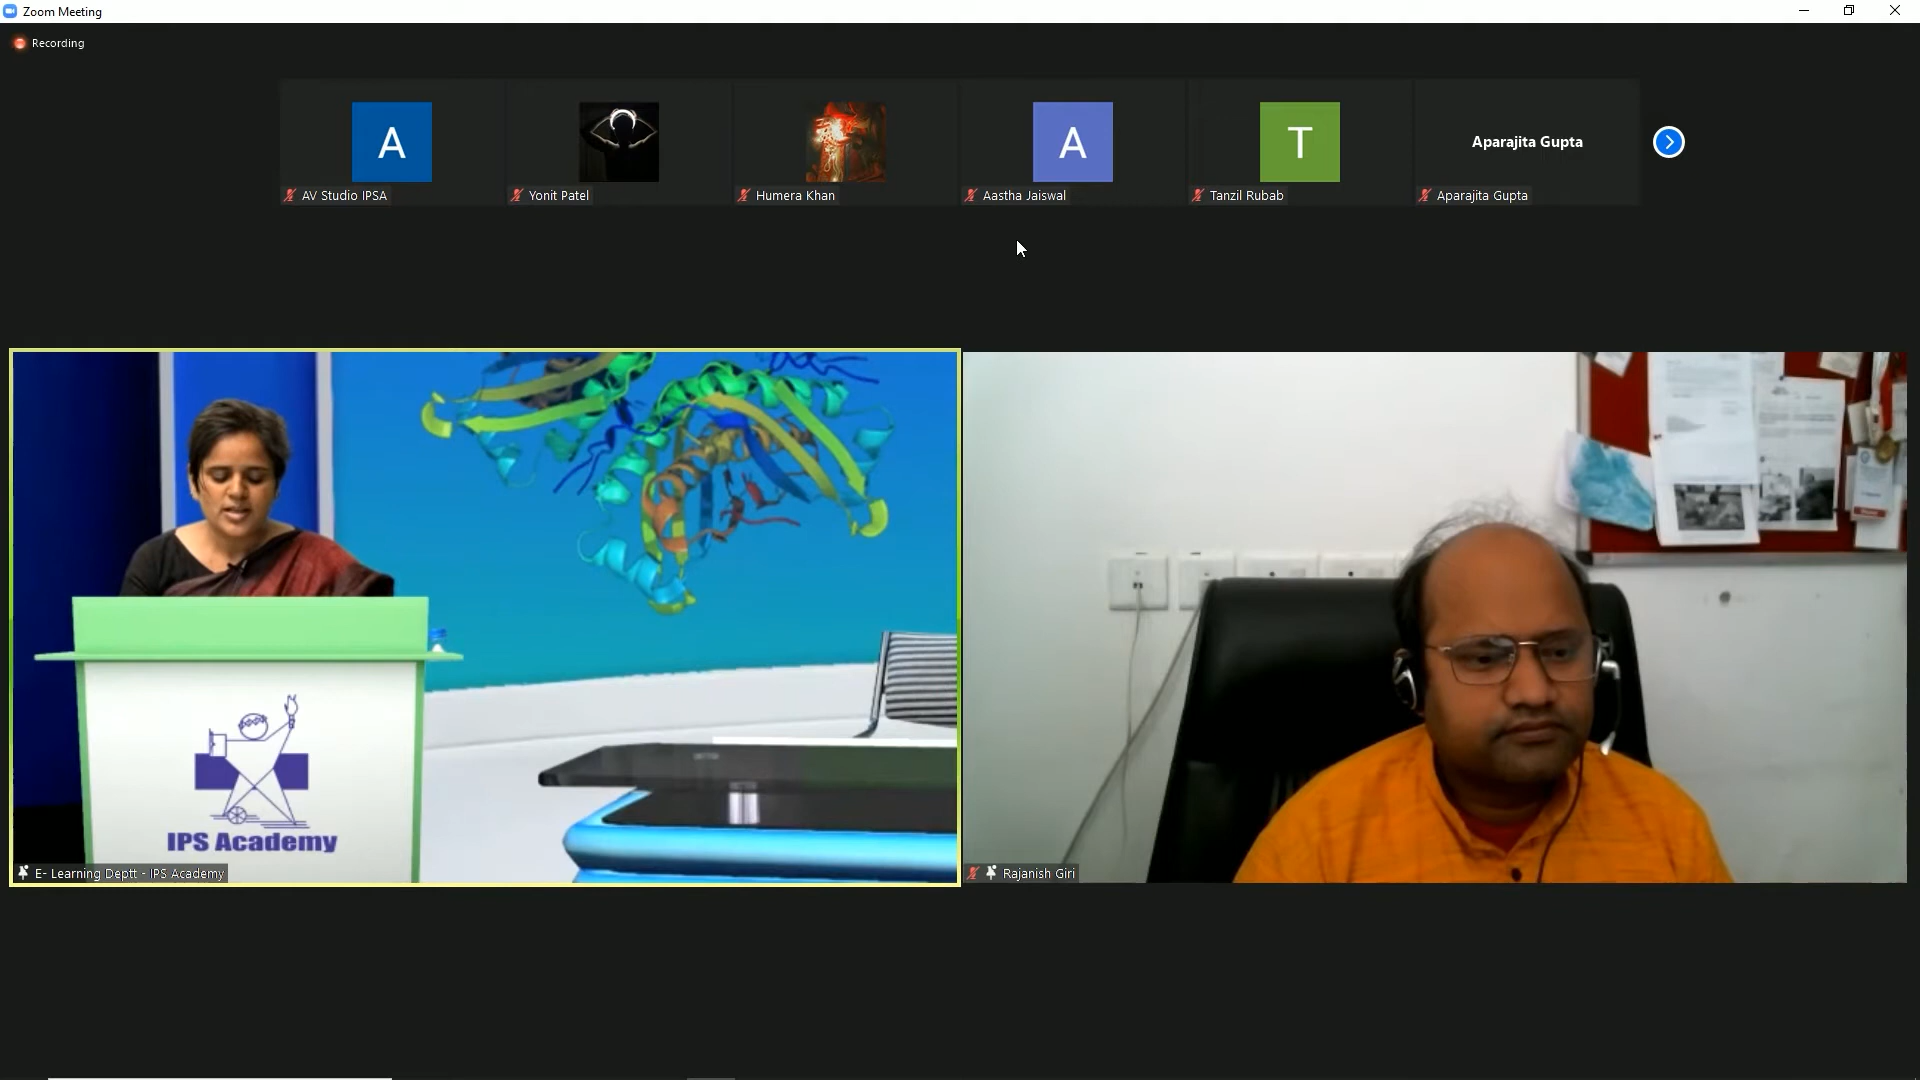 Zoom Meeting
Recording
A
A
T
Aparajita Gupta
AV Studio IPSA
Yonit Patel
Humera Khan
Aastha Jaiswal
Tanzil Rubab
Aparajita Gupta
IPS Academy
E- Learning Deptt - IPS Academy
Rajanish Giri